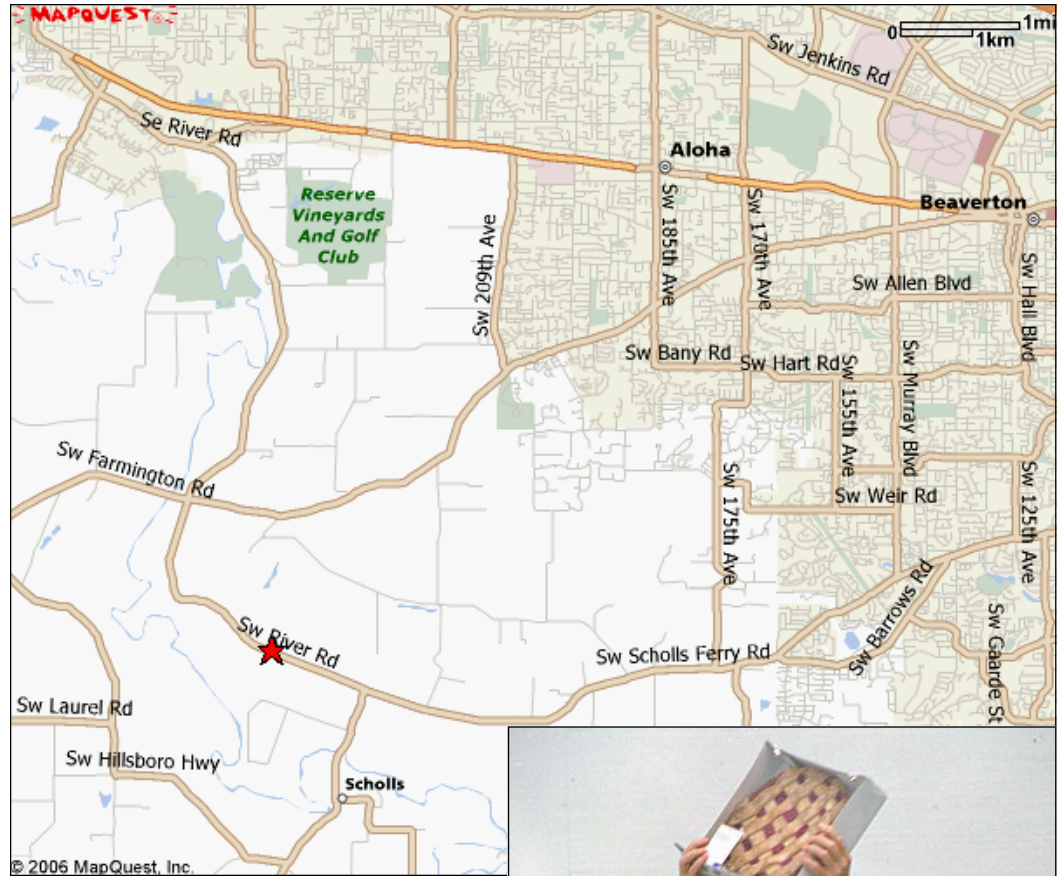 MAPQUEST
0
1mi
1km
Sw Jenkins Rd
Se River Rd
Aloha
Reserve
Vineyards
And Golf
Club
Sw 209th Ave
Sw 185th Ave
Sw 170th Ave
Beaverton
Sw Allen Blvd
Sw Hall Blvd
Sw Bany Rd
Sw Hart Rd
Sw 155th Ave
Sw Murray Blvd
Sw Farmington Rd
Sw 175th Ave
Sw Weir Rd
Sw 125th Ave
Sw River Rd
Sw Scholls Ferry Rd
Sw Barrows Rd
Sw Gaarde St
Sw Laurel Rd
Sw Hillsboro Hwy
Scholls
© 2006 MapQuest, Inc.